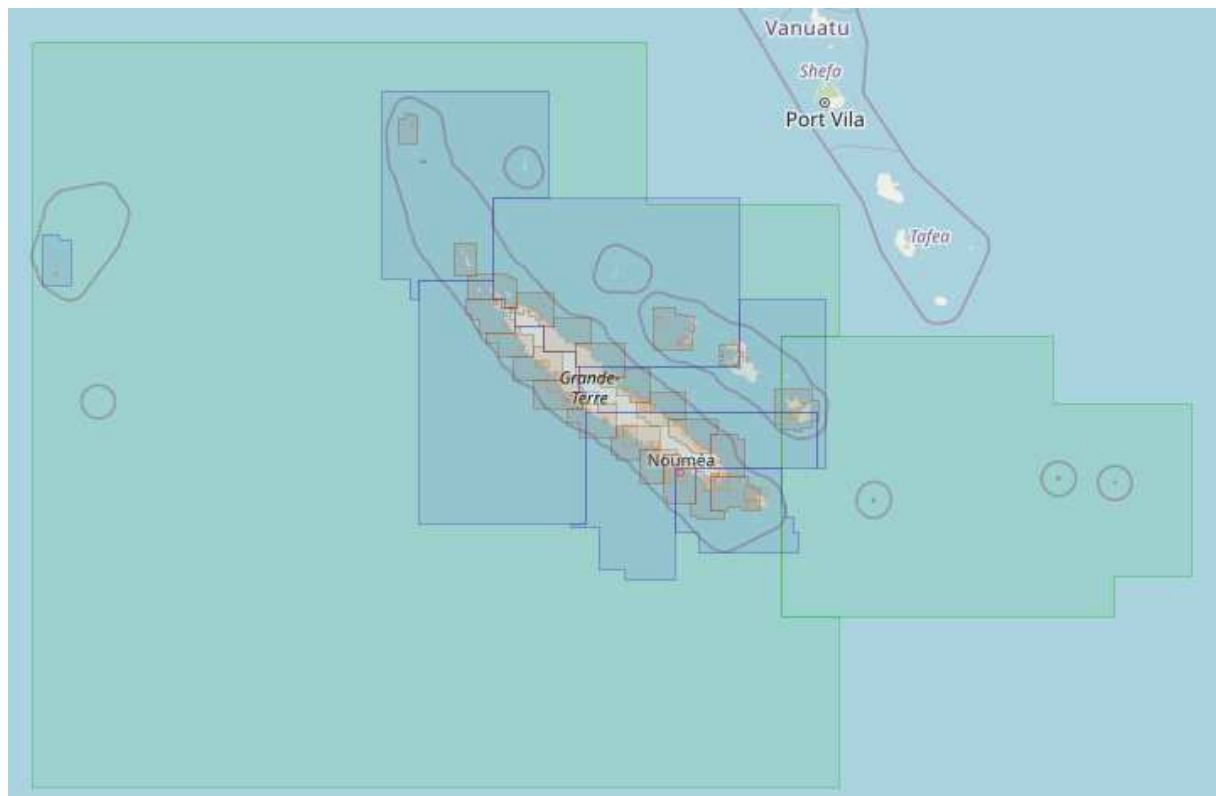 Vanuatu
Shefa
Port Vila
Tafea
Grande-
Terre
Nouméa